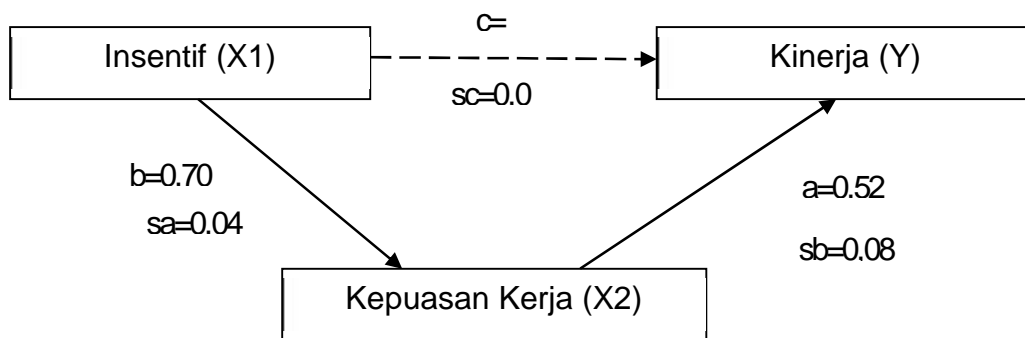 c=
Insentif (X1)
Kinerja (Y)
sc=0.0
b=0.70
sa=0.04
a=0.52
sb=0.08
Kepuasan Kerja (X2)